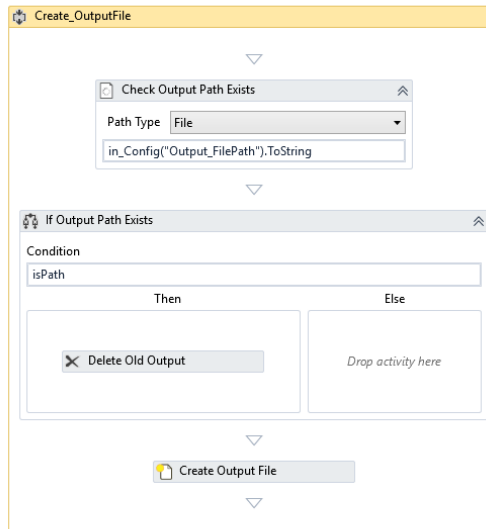 Create_OutputFile
Check Output Path Exists
Path Type File
in_Config("Output_FilePath").ToString
If Output Path Exists
Condition
isPath
Then Else
Delete Old Output Drop activity here
Create Output File